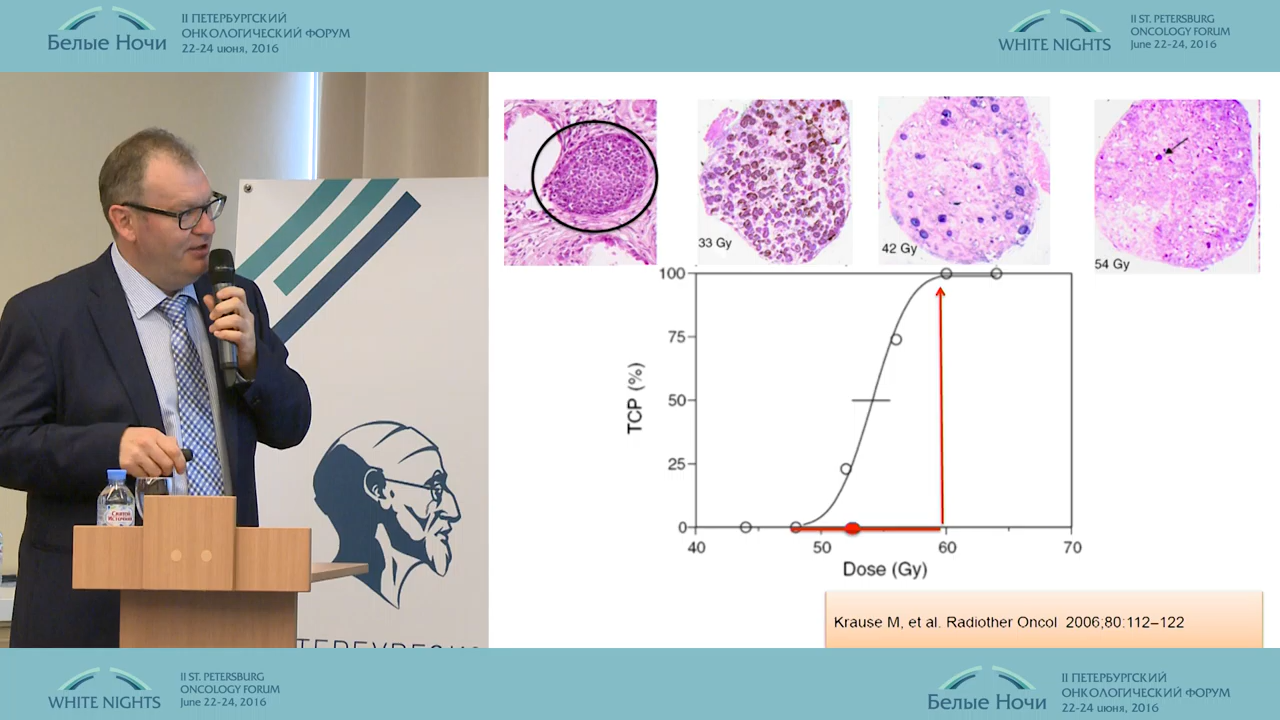 Белые Ночи
II ПЕТЕРБУРГСКИЙ
ОНКОЛОГИЧЕСКИЙ ФОРУМ
22-24 июня, 2016
WHITE NIGHTS
II ST. PETERSBURG
ONCOLOGY FORUM
June 22-24, 2016
33 Gy
42 Gy
54 Gy
100
75
50
25
0
TCP (%)
40
50
60
70
Dose (Gy)
Krause M, et al. Radiother Oncol 2006;80:112–122
Святой
Источник
WHITE NIGHTS
II ST. PETERSBURG
ONCOLOGY FORUM
June 22-24, 2016
Белые Ночи
II ПЕТЕРБУРГСКИЙ
ОНКОЛОГИЧЕСКИЙ ФОРУМ
22-24 июня, 2016